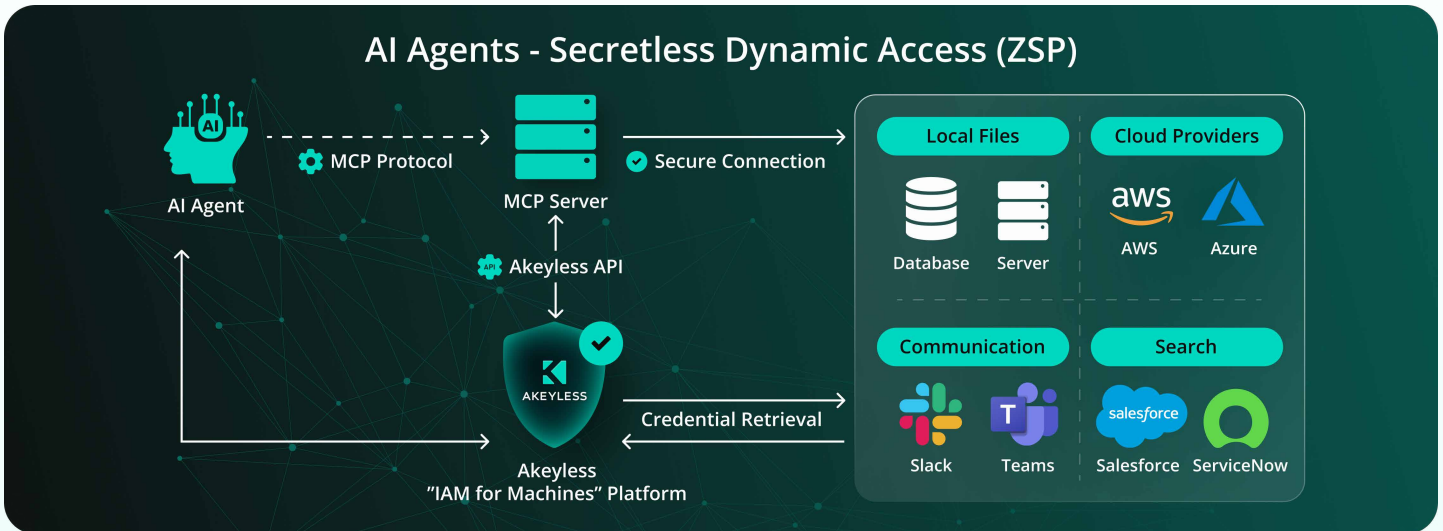 AI Agents - Secretless Dynamic Access (ZSP)
AI
AI Agent
MCP Protocol
MCP Server
Secure Connection
API
Akeyless API
AKEYLESS
Akeyless
”IAM for Machines” Platform
Credential Retrieval
Local Files
Database
Server
Cloud Providers
aws
AWS
Azure
Communication
Slack
T
Teams
Search
salesforce
Salesforce
ServiceNow